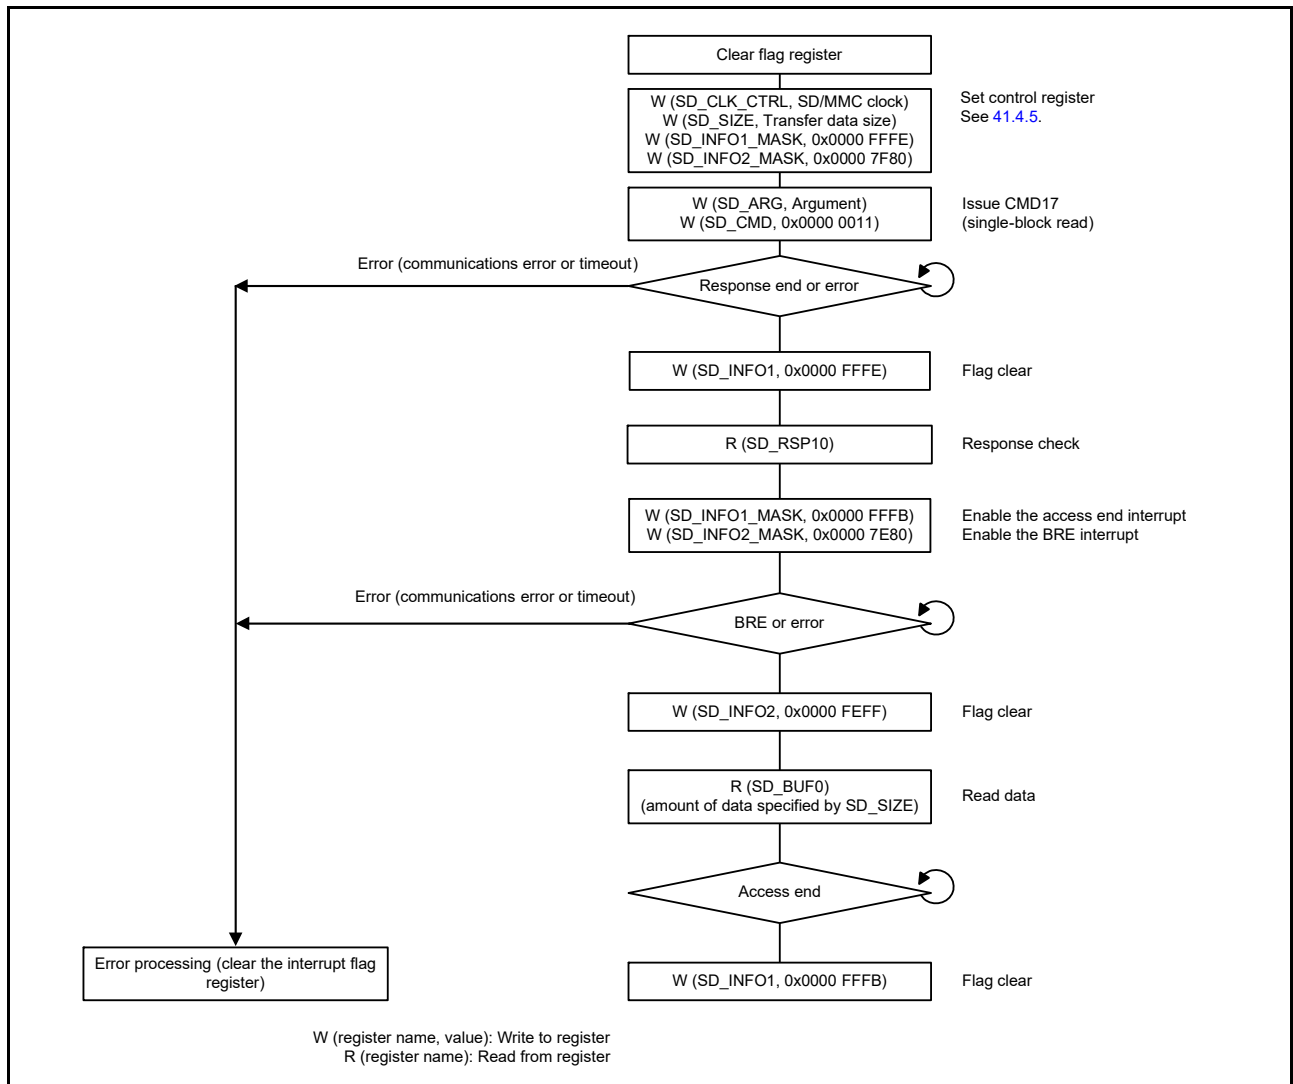 Clear flag register
W (SD_CLK_CTRL, SD/MMC clock)
W (SD_SIZE, Transfer data size)
W (SD_INFO1_MASK, 0x0000 FFFE)
W (SD_INFO2_MASK, 0x0000 7F80)
Set control register
See 41.4.5.
W (SD_ARG, Argument)
W (SD_CMD, 0x0000 0011)
Issue CMD17
(single-block read)
Error (communications error or timeout)
Response end or error
W (SD_INFO1, 0x0000 FFFE)
Flag clear
R (SD_RSP10)
Response check
W (SD_INFO1_MASK, 0x0000 FFFB)
W (SD_INFO2_MASK, 0x0000 7E80)
Enable the access end interrupt
Enable the BRE interrupt
Error (communications error or timeout)
BRE or error
W (SD_INFO2, 0x0000 FEFF)
Flag clear
R (SD_BUF0)
(amount of data specified by SD_SIZE)
Read data
Access end
Error processing (clear the interrupt flag
register)
W (SD_INFO1, 0x0000 FFFB)
Flag clear
W (register name, value): Write to register
R (register name): Read from register